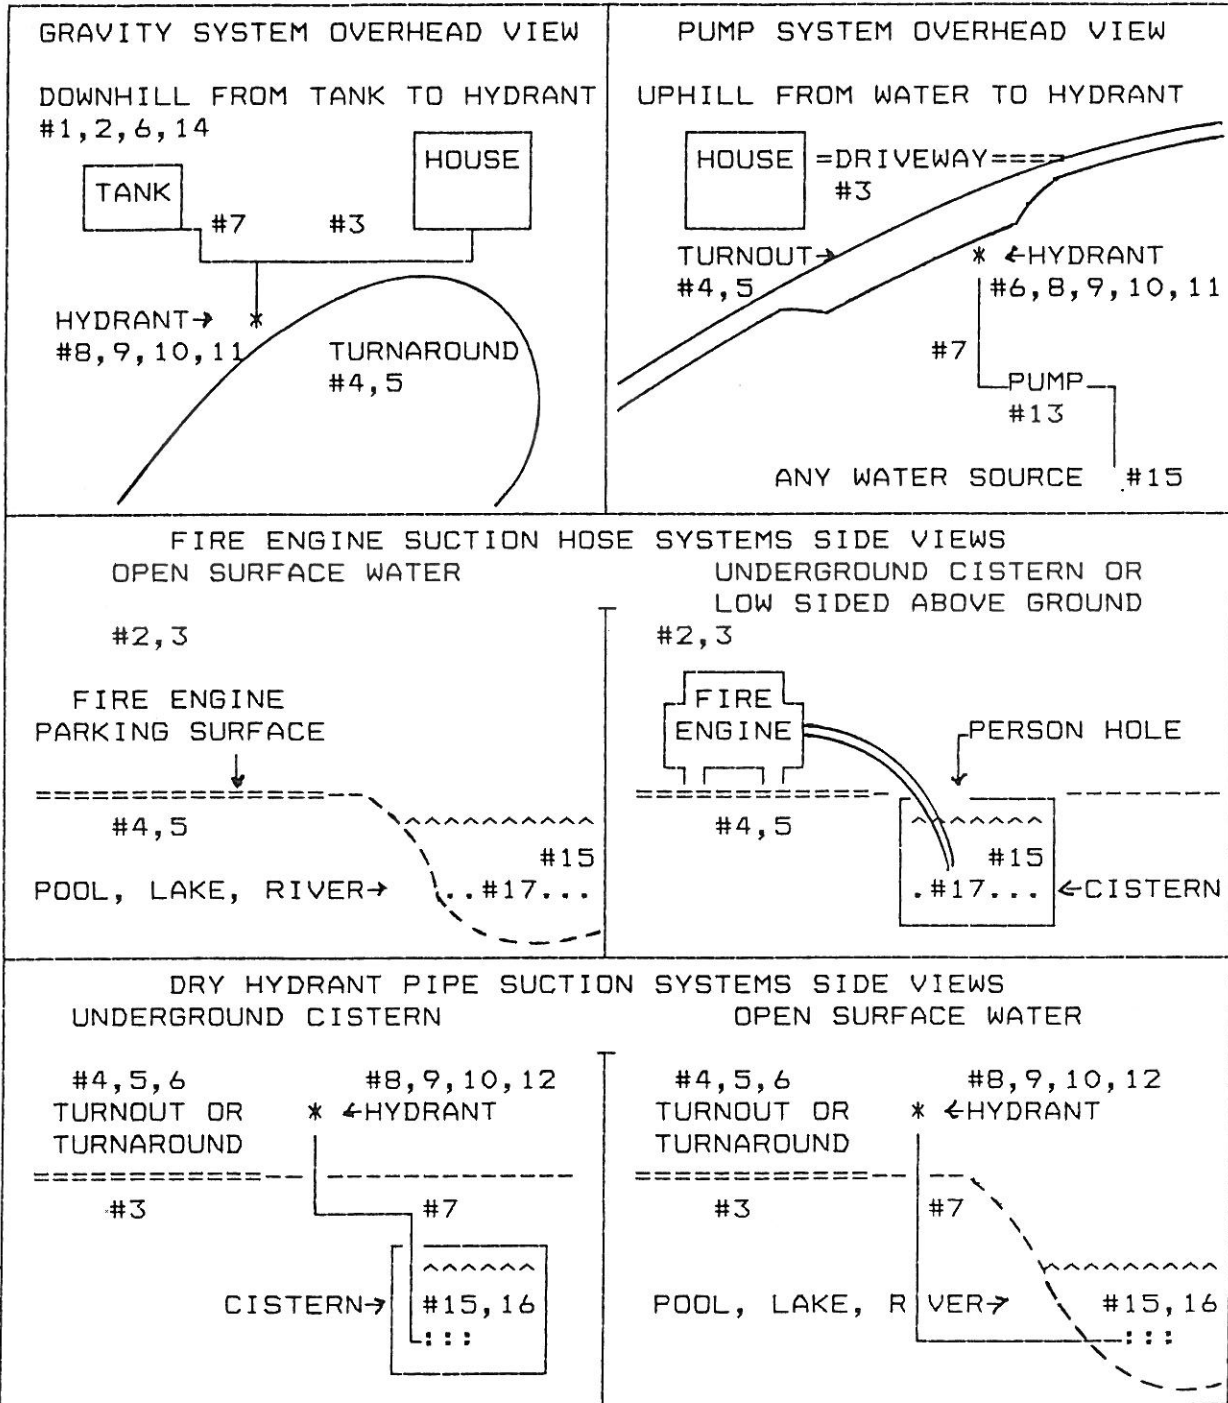 GRAVITY SYSTEM OVERHEAD VIEW
DOWNHILL FROM TANK TO HYDRANT
#1,2,6,14
HOUSE
TANK
#7 #3
HYDRANT→ *
#8,9,10,11
TURNAROUND
#4,5
PUMP SYSTEM OVERHEAD VIEW
UPHILL FROM WATER TO HYDRANT
HOUSE =DRIVEWAY====
#3
TURNOUT→
#4,5
* ←HYDRANT
#6,8,9,10,11
#7
PUMP
#13
ANY WATER SOURCE #15
FIRE ENGINE SUCTION HOSE SYSTEMS SIDE VIEWS
OPEN SURFACE WATER
#2,3
FIRE ENGINE
PARKING SURFACE
#4,5
#15
POOL, LAKE, RIVER→ ..#17...
UNDERGROUND CISTERN OR
LOW SIDED ABOVE GROUND
#2,3
FIRE
ENGINE
PERSON HOLE
#4,5
#15
.#17... ←CISTERN
DRY HYDRANT PIPE SUCTION SYSTEMS SIDE VIEWS
UNDERGROUND CISTERN
#4,5,6 #8,9,10,12
TURNOUT OR * ←HYDRANT
TURNAROUND
#3 #7
CISTERN→ #15,16
:::
OPEN SURFACE WATER
#4,5,6 #8,9,10,12
TURNOUT OR * ←HYDRANT
TURNAROUND
#3 #7
POOL, LAKE, R VER→ #15,16
:::